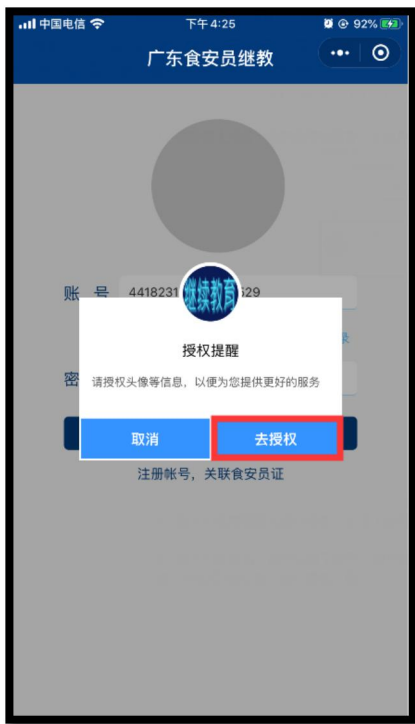 中国电信 下午4:25 92%
广东食安员继教
账 号 4418231 529
继续教育
授权提醒
录
密
请授权头像等信息，以便为您提供更好的服务
取消 去授权
注册帐号，关联食安员证